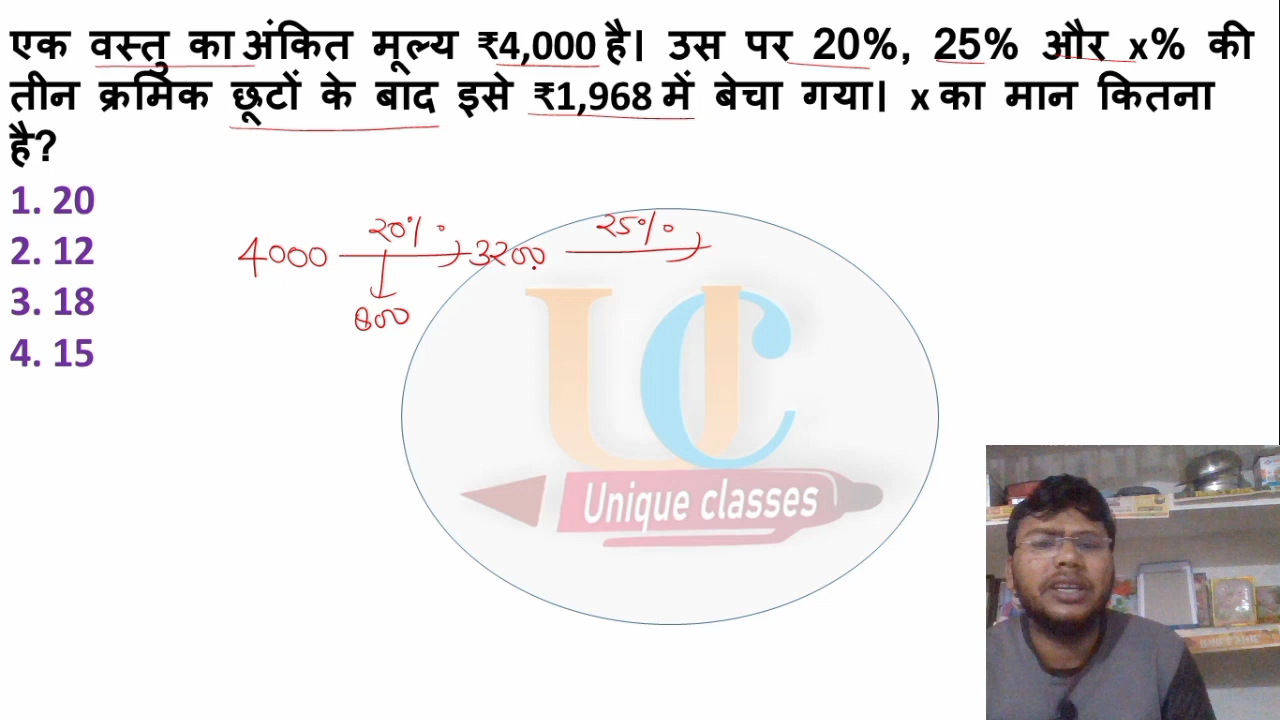 एक वस्तु का अंकित मूल्य ₹4,000 है। उस पर 20%, 25% और x% की
तीन क्रमिक छूटों के बाद इसे ₹1,968 में बेचा गया। x का मान कितना
है?
1. 20
2. 12
3. 18
4. 15
4000 20% 3200 25%
800
UC
Unique classes